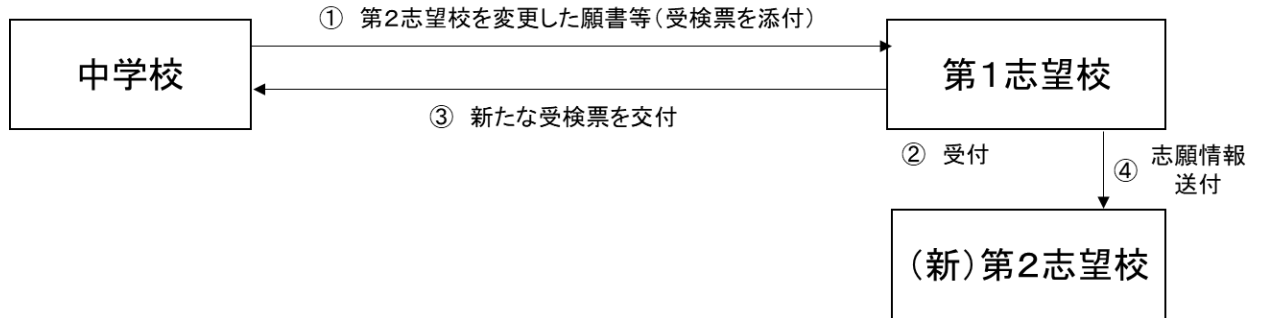 ① 第２志望校を変更した願書等（受検票を添付）
中学校
第１志望校
③ 新たな受検票を交付
② 受付
④ 志願情報
送付
（新）第２志望校